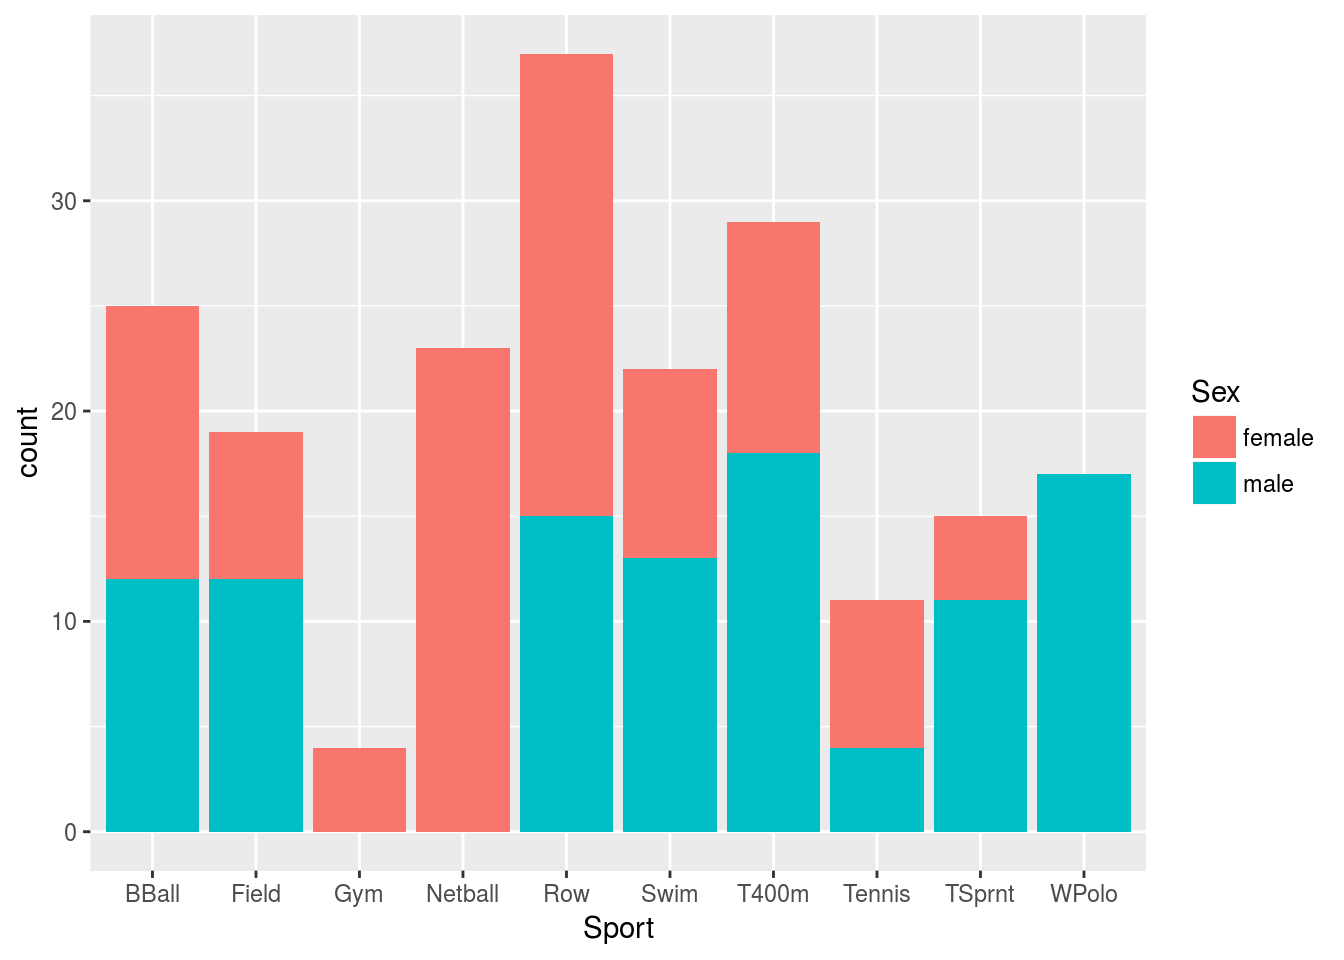 30
20
10
0
count
BBall Field Gym Netball Row Swim T400m Tennis TSprnt WPolo
Sport
Sex
female
male